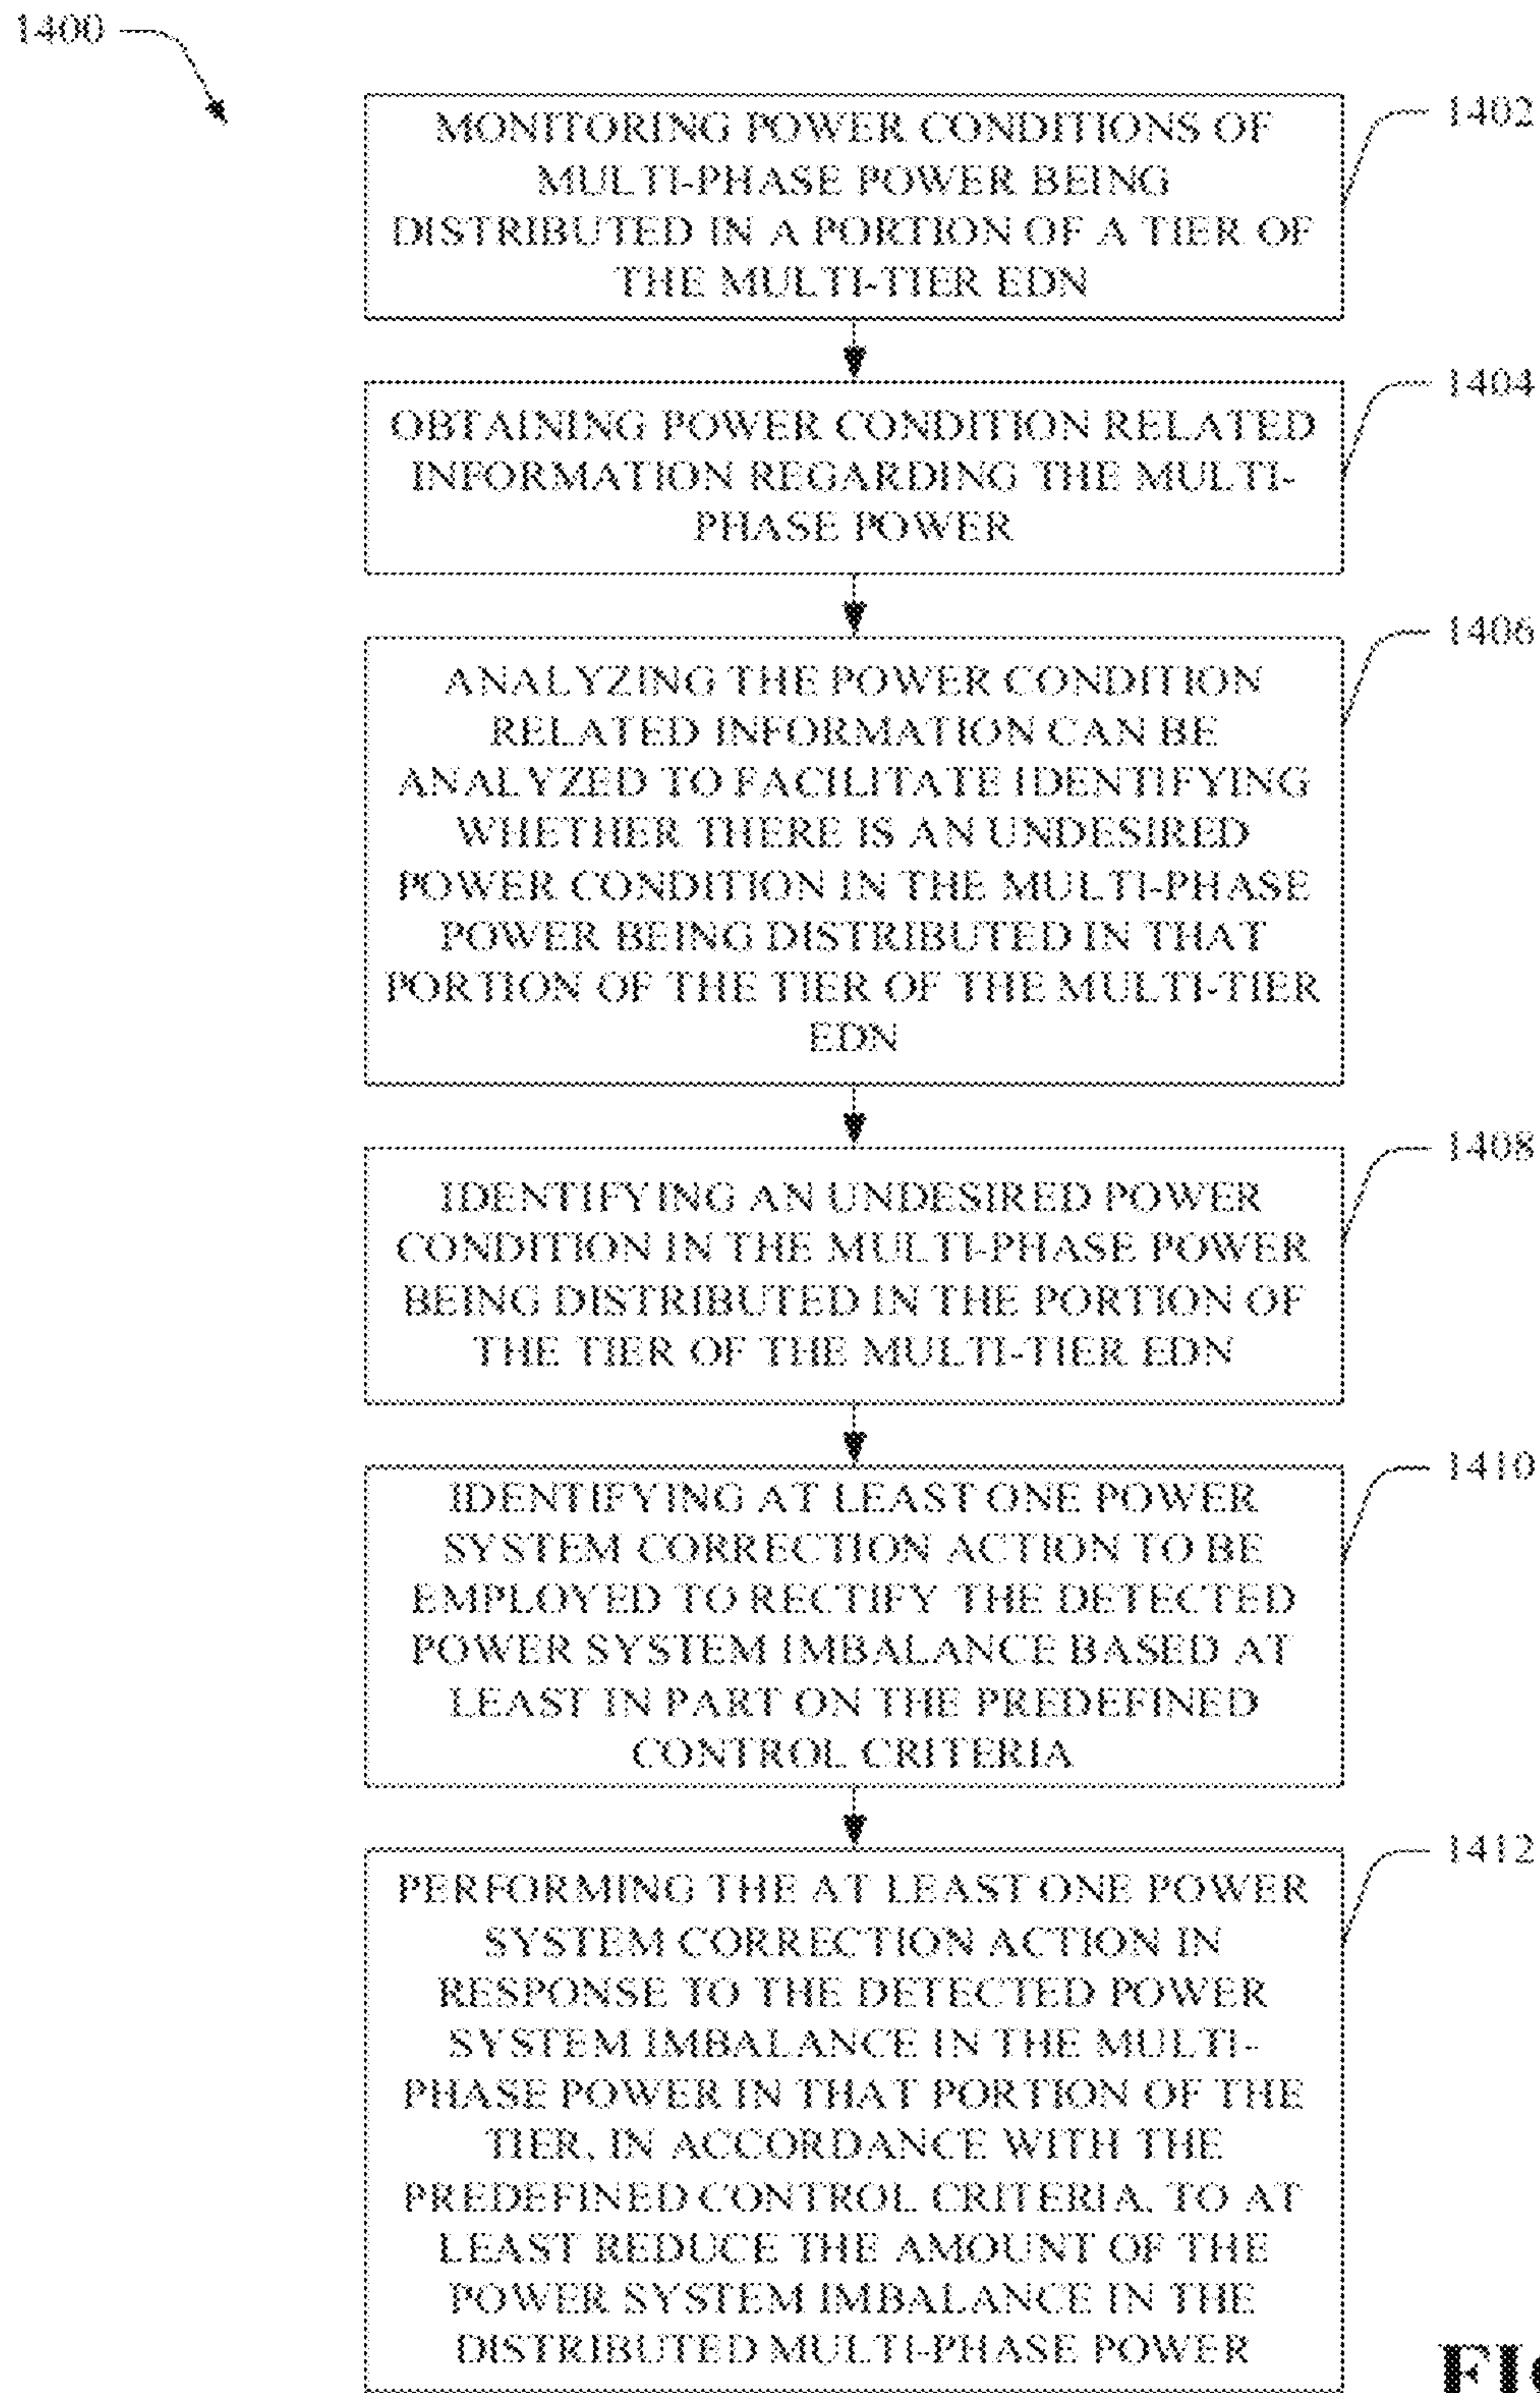 1400
MONITORING POWER CONDITIONS OF
MULTI-PHASE POWER BEING
DISTRIBUTED IN A PORTION OF A TIER OF
THE MULTI-TIER EDN
1402
OBTAINING POWER CONDITION RELATED
INFORMATION REGARDING THE MULTI-
PHASE POWER
1404
ANALYZING THE POWER CONDITION
RELATED INFORMATION CAN BE
ANALYZED TO FACILITATE IDENTIFYING
WHETHER THERE IS AN UNDESIRED
POWER CONDITION IN THE MULTI-PHASE
POWER BEING DISTRIBUTED IN THAT
PORTION OF THE TIER OF THE MULTI-TIER
EDN
1406
IDENTIFYING AN UNDESIRED POWER
CONDITION IN THE MULTI-PHASE POWER
BEING DISTRIBUTED IN THE PORTION OF
THE TIER OF THE MULTI-TIER EDN
1408
IDENTIFYING AT LEAST ONE POWER
SYSTEM CORRECTION ACTION TO BE
EMPLOYED TO RECTIFY THE DETECTED
POWER SYSTEM IMBALANCE BASED AT
LEAST IN PART ON THE PREDEFINED
CONTROL CRITERIA
1410
PERFORMING THE AT LEAST ONE POWER
SYSTEM CORRECTION ACTION IN
RESPONSE TO THE DETECTED POWER
SYSTEM IMBALANCE IN THE MULTI-
PHASE POWER IN THAT PORTION OF THE
TIER, IN ACCORDANCE WITH THE
PREDEFINED CONTROL CRITERIA, TO AT
LEAST REDUCE THE AMOUNT OF THE
POWER SYSTEM IMBALANCE IN THE
DISTRIBUTED MULTI-PHASE POWER
1412